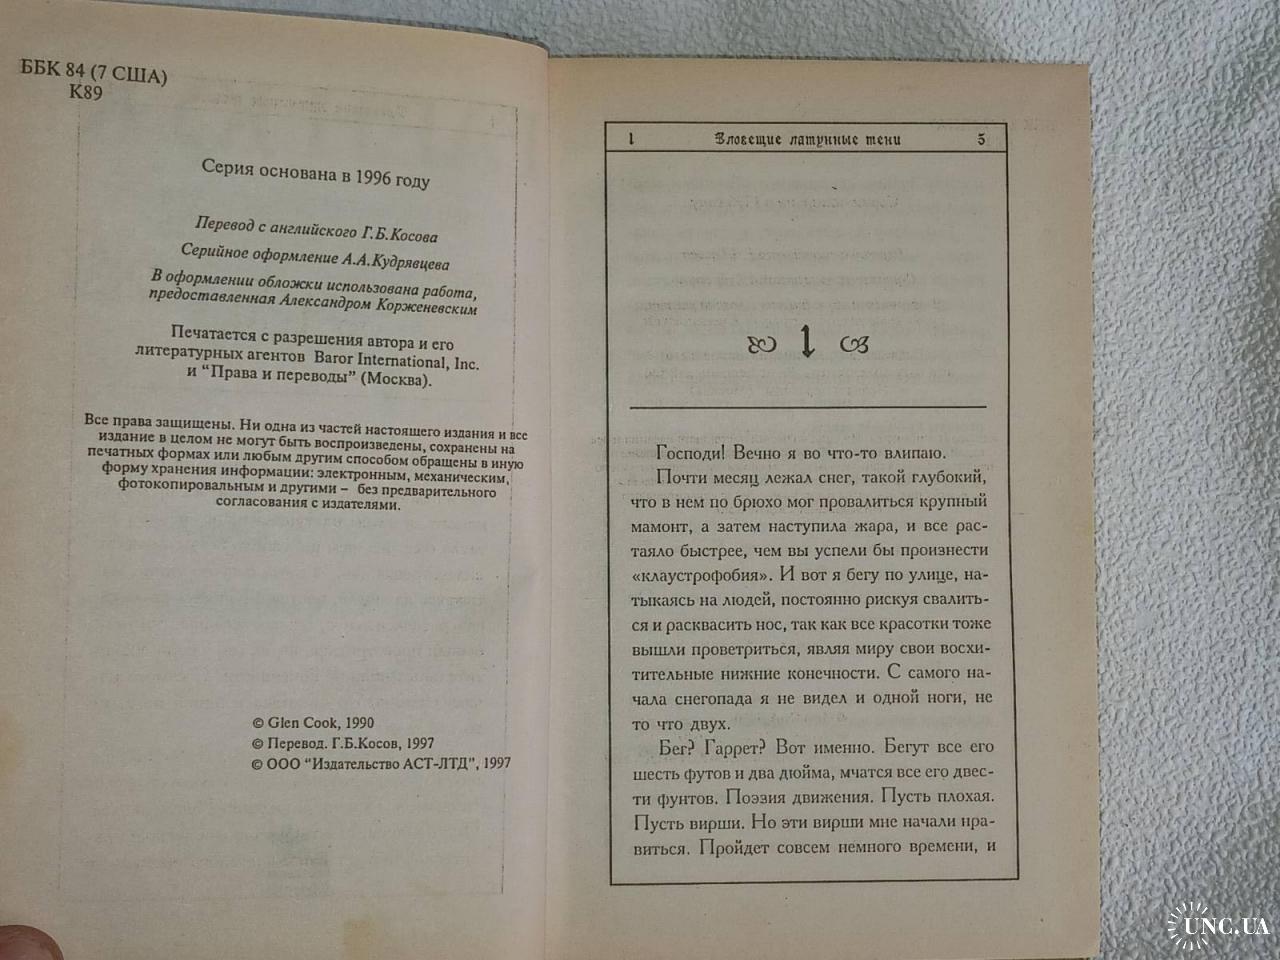 ББК 84 (7 США)
К89
Серия основана в 1996 году
Перевод с английского Г.Б.Косова
Серийное оформление А.А.Кудрявцева
В оформлении обложки использована работа,
предоставленная Александром Корженевским
Печатается с разрешения автора и его
литературных агентов Baror International, Inc.
и “Права и переводы” (Москва).
Все права защищены. Ни одна из частей настоящего издания и все
издание в целом не могут быть воспроизведены, сохранены на
печатных формах или любым другим способом обращены в иную
форму хранения информации: электронным, механическим,
фотокопировальным и другими – без предварительного
согласования с издателями.
© Glen Cook, 1990
© Перевод. Г.Б.Косов, 1997
© ООО "Издательство АСТ-ЛТД", 1997
1 Зловещие латунные тени 5
1
Господи! Вечно я во что-то влипаю.
Почти месяц лежал снег, такой глубокий,
что в нем по брюхо мог провалиться крупный
мамонт, а затем наступила жара, и все рас-
таяло быстрее, чем вы успели бы произнести
«клаустрофобия». И вот я бегу по улице, на-
тыкаясь на людей, постоянно рискуя свалить-
ся и расквасить нос, так как все красотки тоже
вышли проветриться, являя миру свои восхи-
тительные нижние конечности. С самого на-
чала снегопада я не видел и одной ноги, не
то что двух.
Бег? Гаррет? Вот именно. Бегут все его
шесть футов и два дюйма, мчатся все его двес-
ти фунтов. Поэзия движения. Пусть плохая.
Пусть вирши. Но эти вирши мне начали нра-
виться. Пройдет совсем немного времени, и
UNC.UA